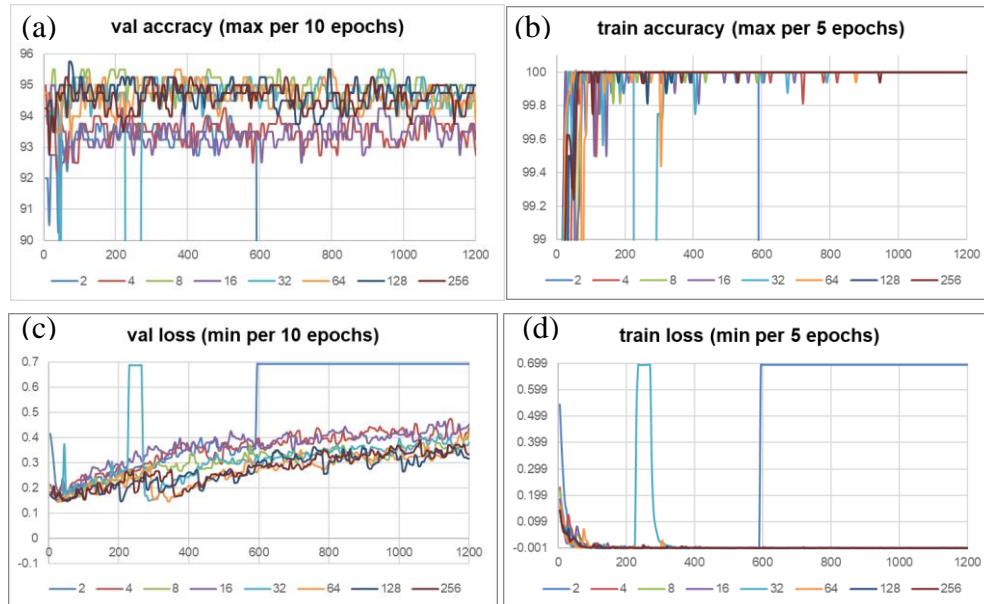 (a) val accracy (max per 10 epochs)
96
95
94
93
92
91
90
0 200 400 600 800 1000 1200
2 4 8 16 32 64 128 256
(b) train accuracy (max per 5 epochs)
100
99.8
99.6
99.4
99.2
99
0 200 400 600 800 1000 1200
2 4 8 16 32 64 128 256
(c) val loss (min per 10 epochs)
0.7
0.6
0.5
0.4
0.3
0.2
0.1
0
-0.1
0 200 400 600 800 1000 1200
2 4 8 16 32 64 128 256
(d) train loss (min per 5 epochs)
0.699
0.599
0.499
0.399
0.299
0.199
0.099
-0.001
0 200 400 600 800 1000 1200
2 4 8 16 32 64 128 256